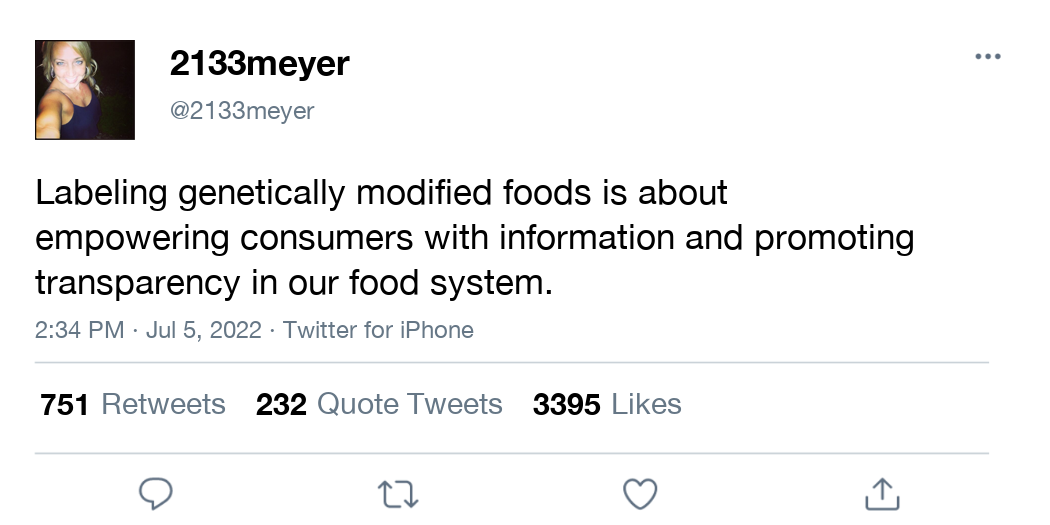 2133meyer
@2133meyer
Labeling genetically modified foods is about
empowering consumers with information and promoting
transparency in our food system.
2:34 PM · Jul 5, 2022 · Twitter for iPhone
751 Retweets 232 Quote Tweets 3395 Likes